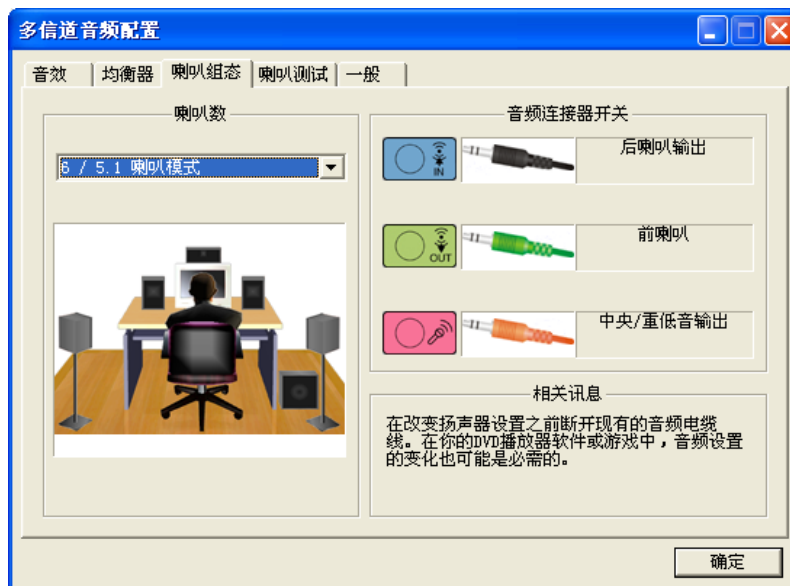 多信道音频配置
音效
均衡器
喇叭组态
喇叭测试
一般
喇叭数
6 / 5.1 喇叭模式
音频连接器开关
IN
后喇叭输出
OUT
前喇叭
中央/重低音输出
相关讯息
在改变扬声器设置之前断开现有的音频电缆
线。在你的DVD播放器软件或游戏中，音频设置
的变化也可能是必需的。
确定